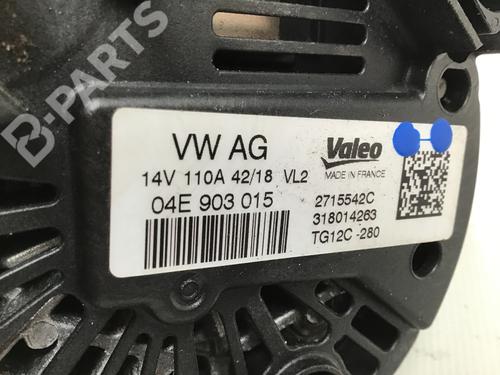 B-PARTS
VW AG
14V 110A 42/18 VL2
04E 903 015
Valeo
MADE IN FRANCE
2715542C
318014263
TG12C -280